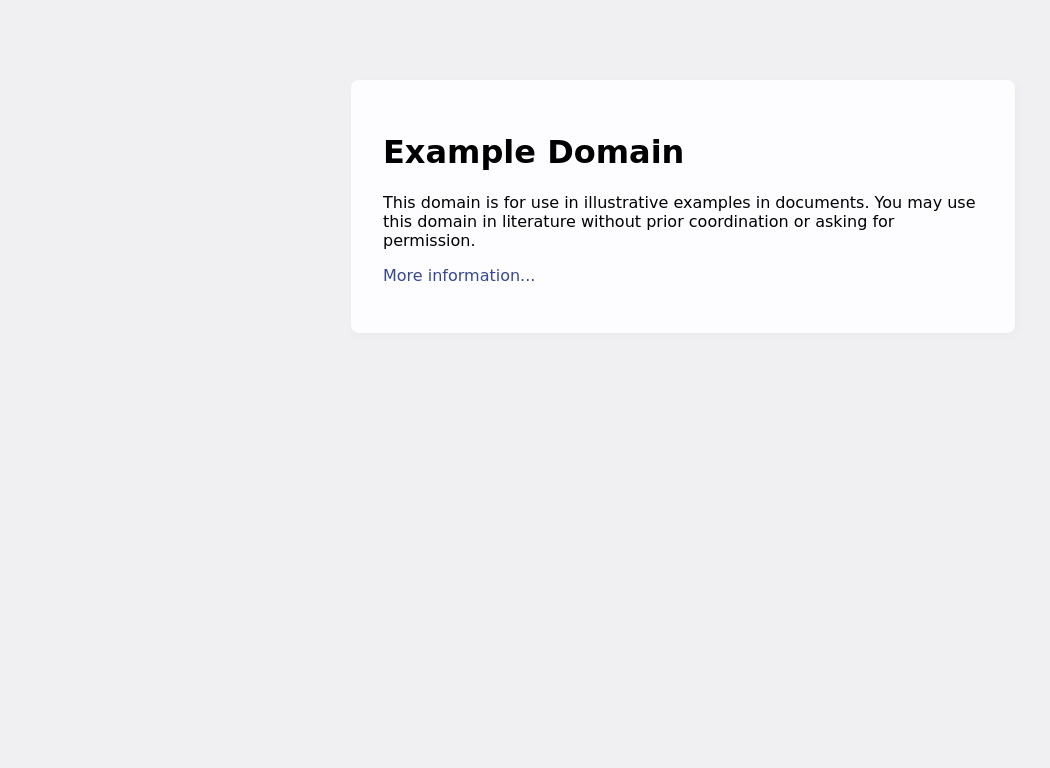 Example Domain
This domain is for use in illustrative examples in documents. You may use
this domain in literature without prior coordination or asking for
permission.
More information...